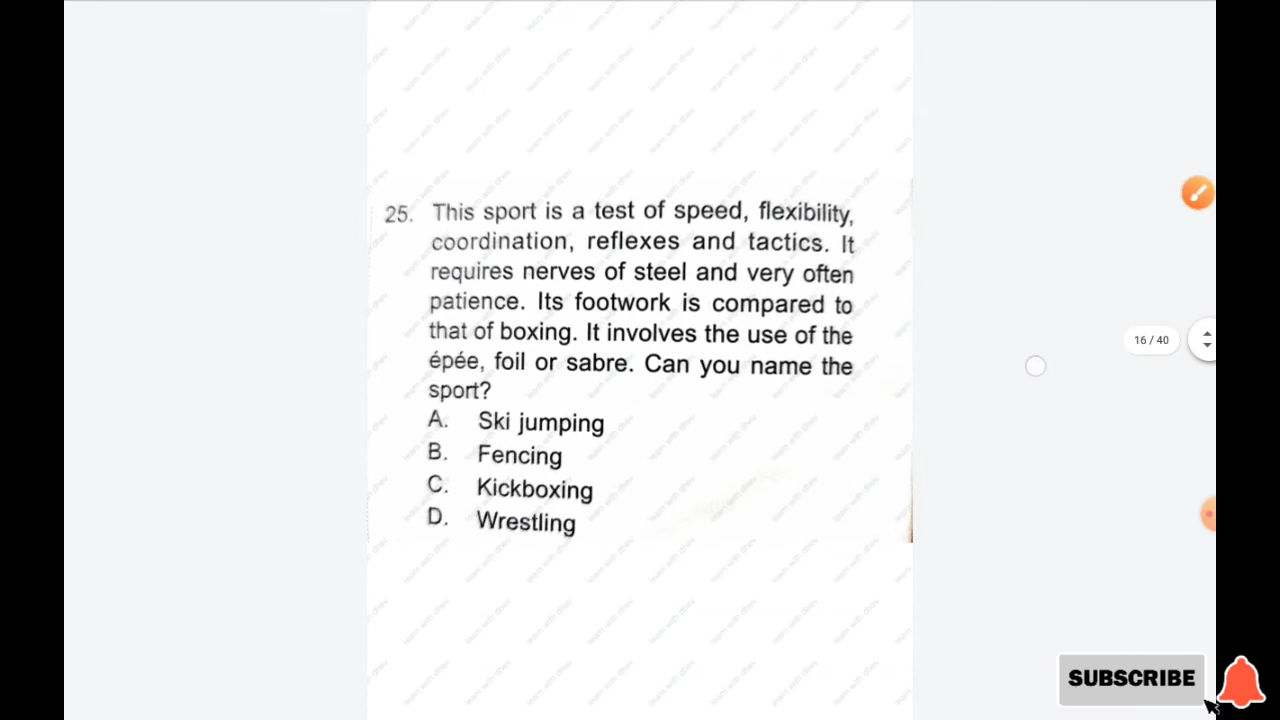 25. This sport is a test of speed, flexibility,
coordination, reflexes and tactics. It
requires nerves of steel and very often
patience. Its footwork is compared to
that of boxing. It involves the use of the
épée, foil or sabre. Can you name the
sport?
A. Ski jumping
B. Fencing
C. Kickboxing
D. Wrestling
16 / 40
SUBSCRIBE